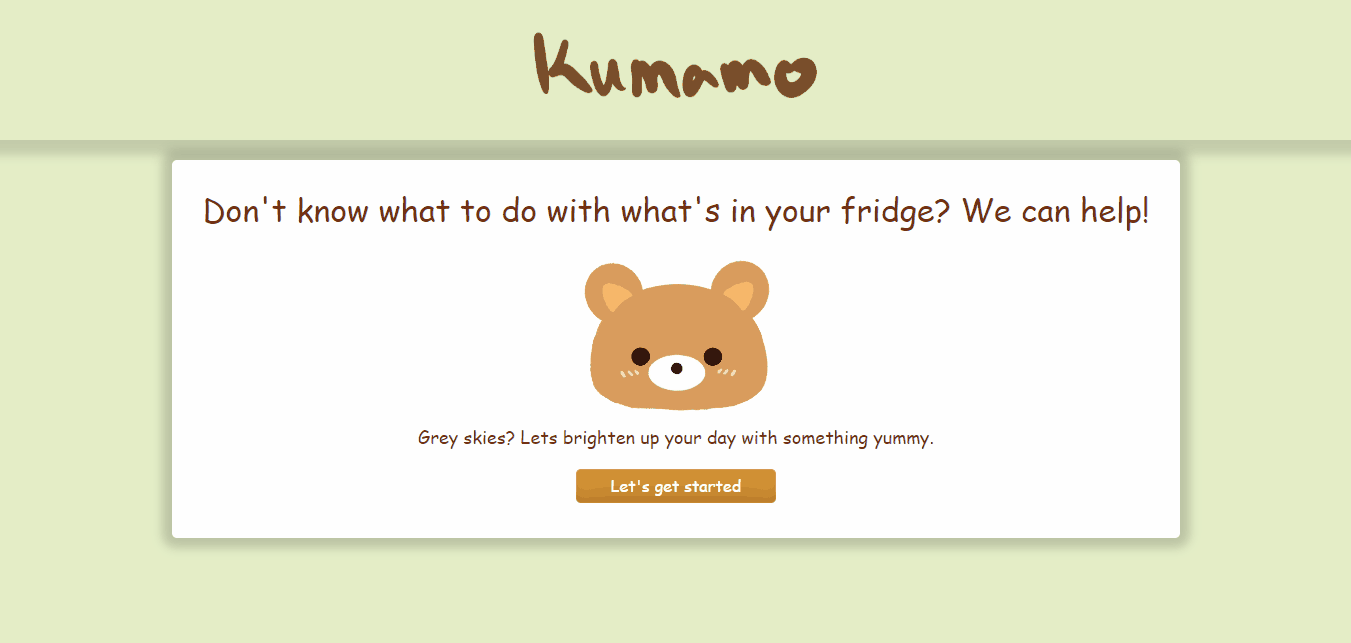 Kumamo
Don't know what to do with what's in your fridge? We can help!
Grey skies? Lets brighten up your day with something yummy.
Let's get started